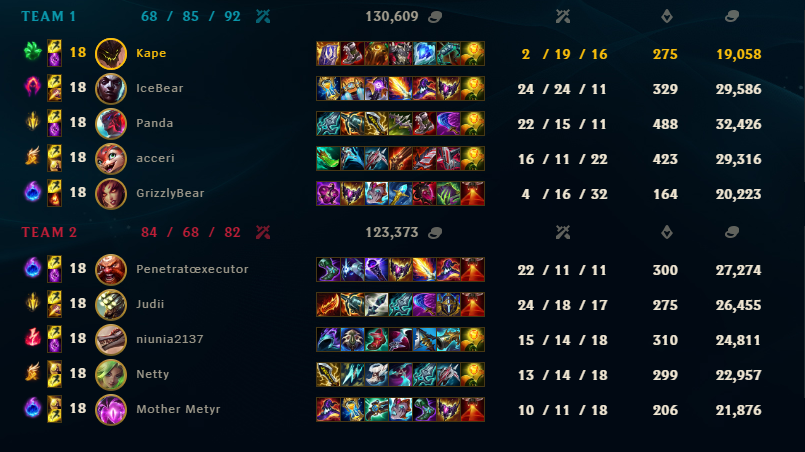 TEAM 1 68 / 85 / 92 130,609
18 Kape 2 / 19 / 16 275 19,058
18 IceBear 24 / 24 / 11 329 29,586
18 Panda 22 / 15 / 11 488 32,426
18 acceri 16 / 11 / 22 423 29,316
18 GrizzlyBear 4 / 16 / 32 164 20,223
TEAM 2 84 / 68 / 82 123,373
18 Penetratœxecutor 22 / 11 / 11 300 27,274
18 Judii 24 / 18 / 17 275 26,455
18 niunia2137 15 / 14 / 18 310 24,811
18 Netty 13 / 14 / 18 299 22,957
18 Mother Metyr 10 / 11 / 18 206 21,876